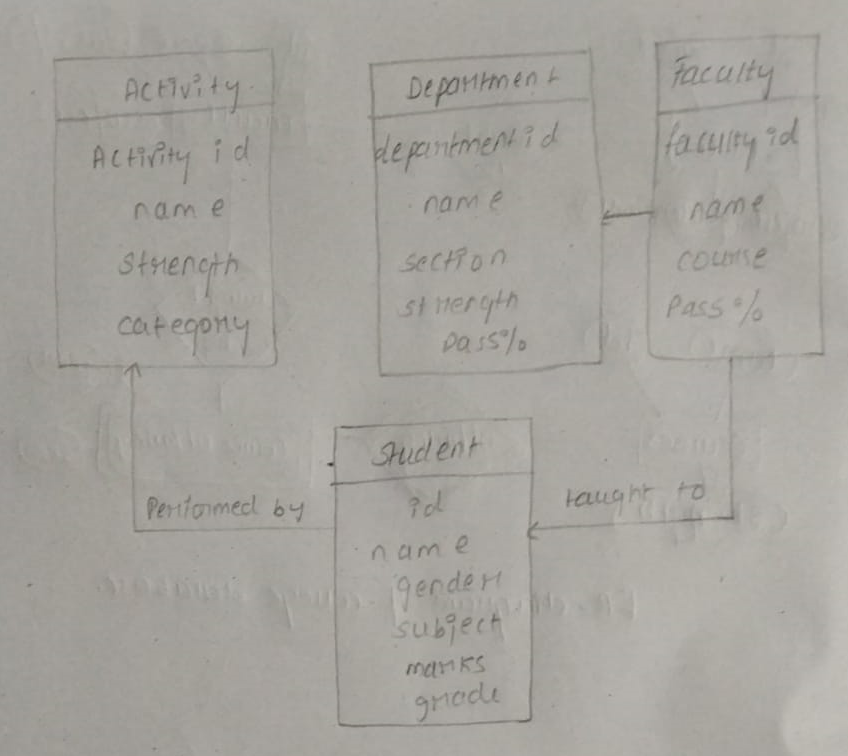 Activity
Activity id
name
strength
category
Department
departmentid
name
section
strength
pass%
Faculty
faculty id
name
course
Pass %
Performed by
taught to
Student
id
name
gender
subject
marks
grade